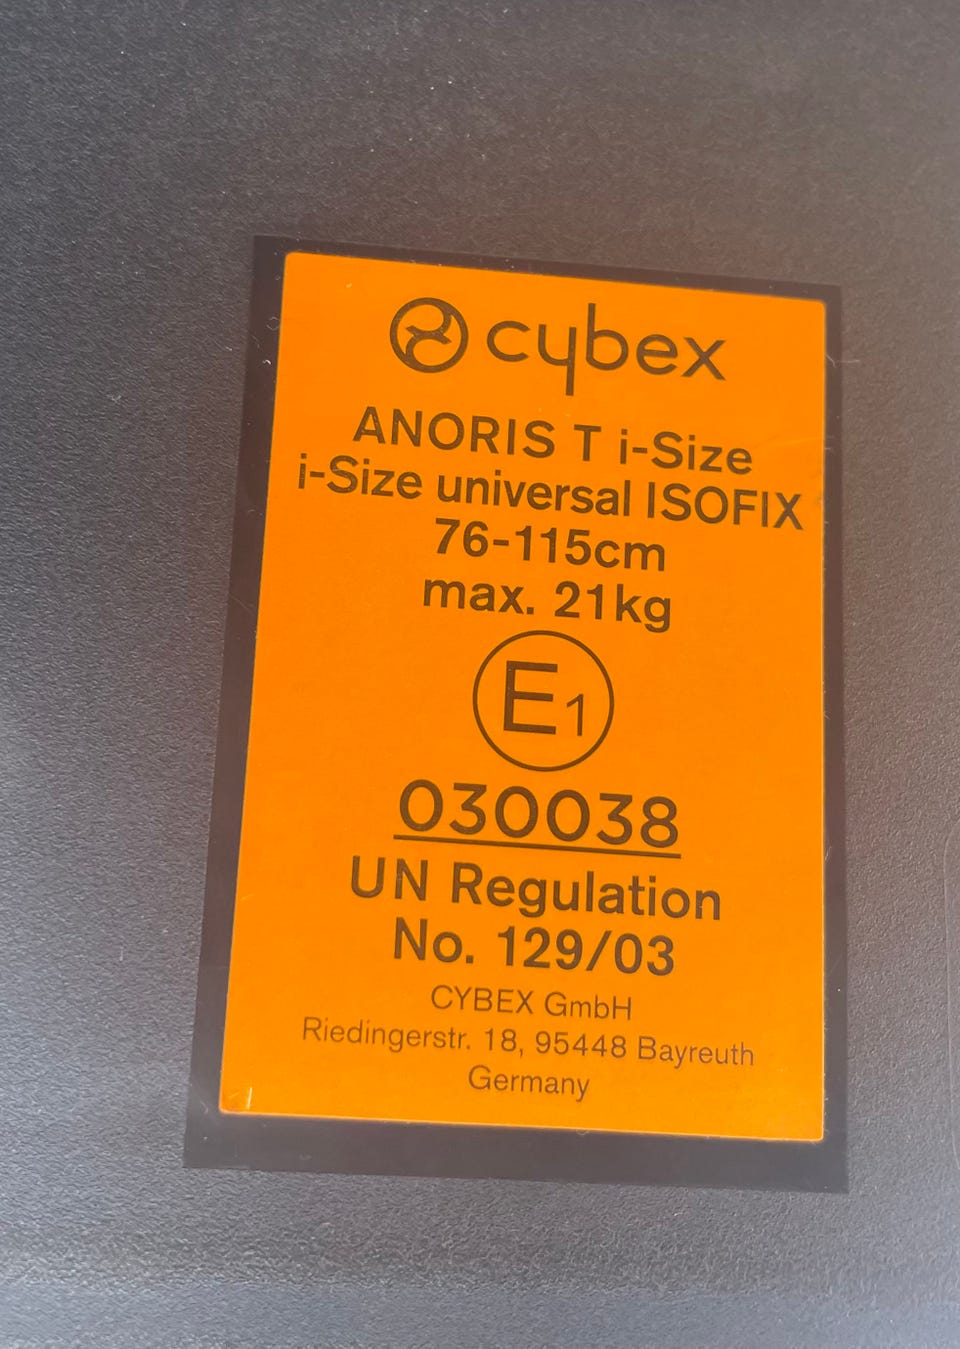 cybex
ANORIS T i-Size
i-Size universal ISOFIX
76-115cm
max. 21kg
E1
030038
UN Regulation
No. 129/03
CYBEX GmbH
Riedingerstr. 18, 95448 Bayreuth
Germany